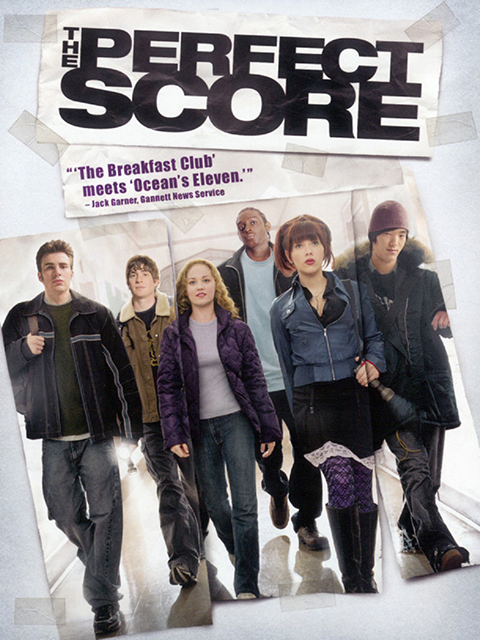 THE
PERFECT
SCORE
“‘The Breakfast Club’
meets ‘Ocean’s Eleven.’”
– Jack Garner, Gannett News Service